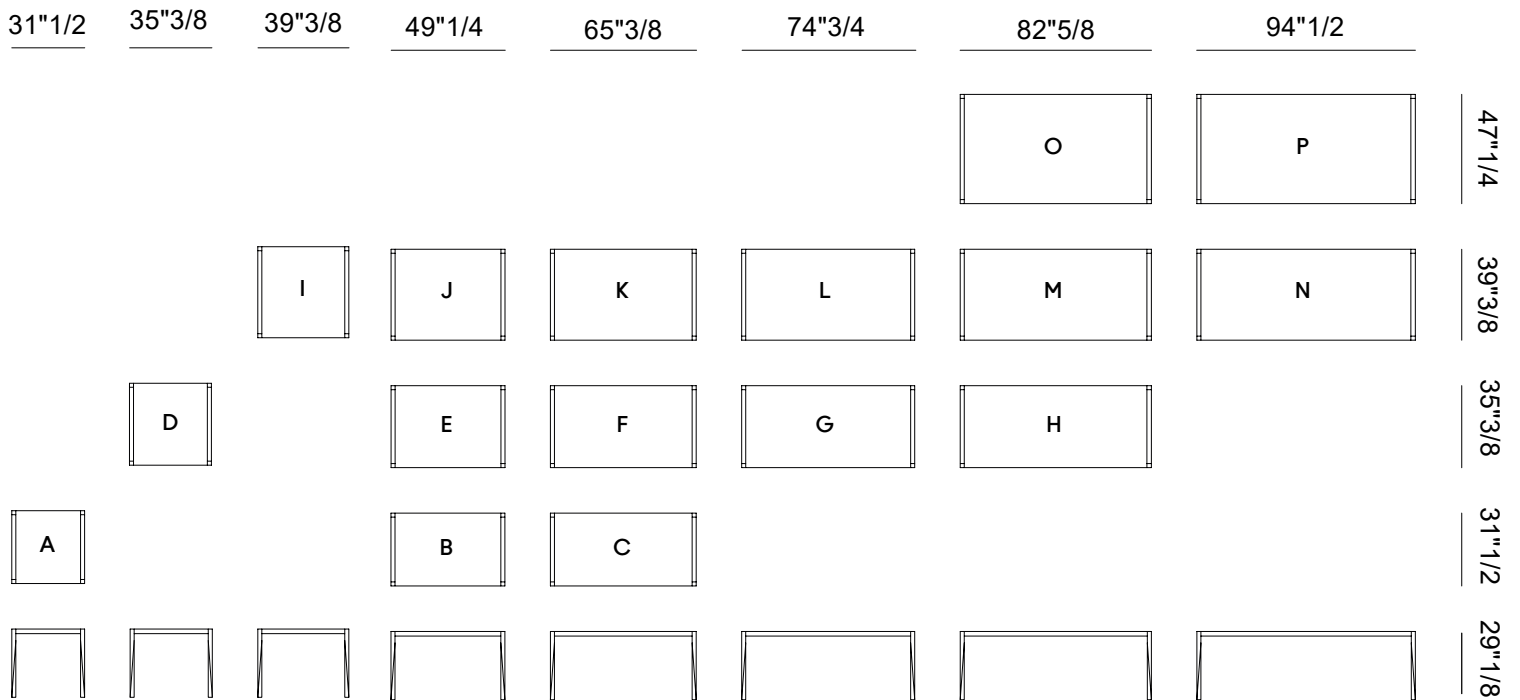 31"1/2 35"3/8 39"3/8 49"1/4 65"3/8 74"3/4 82"5/8 94"1/2
O P 47"1/4
I J K L M N 39"3/8
D E F G H 35"3/8
A B C 31"1/2
29"1/8